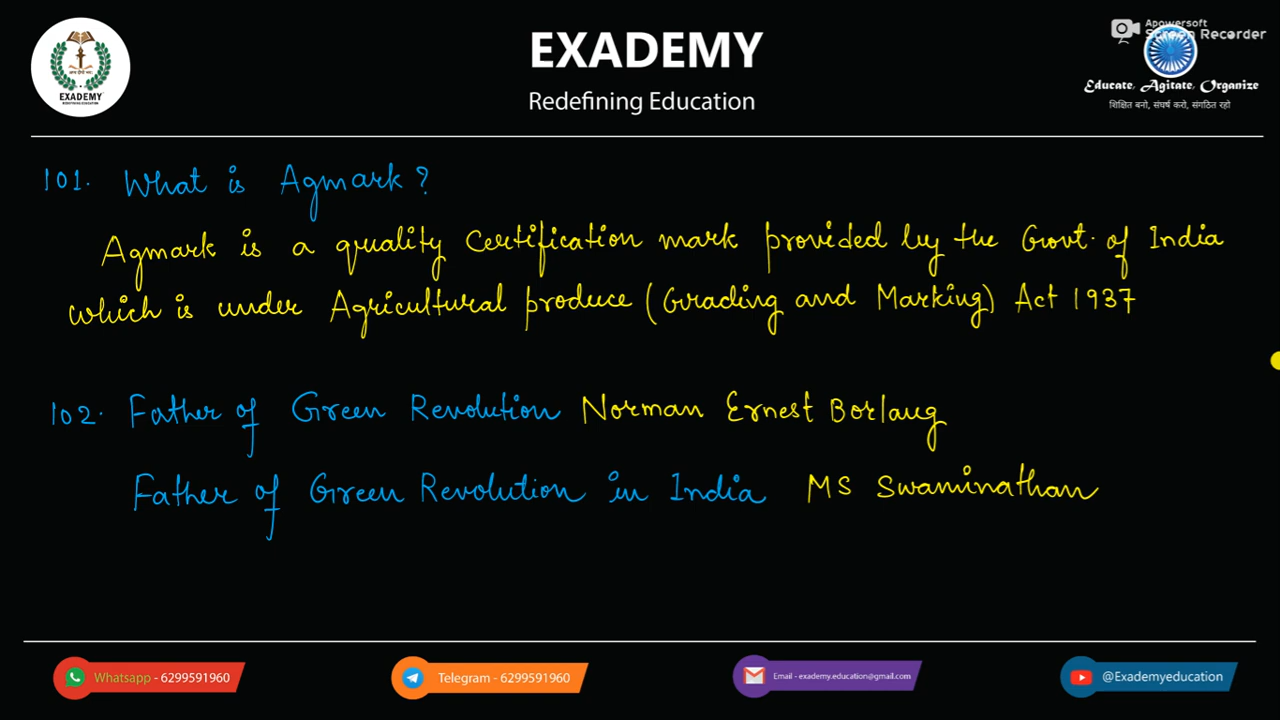 EXADEMY
Redefining Education
EXADEMY
REDEFINING EDUCATION
Apowersoft
Screen Recorder
Educate, Agitate, Organize
शिक्षित बनो, संघर्ष करो, संगठित रहो
101. What is Agmark?
Agmark is a quality Certification mark provided by the Govt. of India
which is under Agricultural produce (Grading and Marking) Act 1937
102. Father of Green Revolution Norman Ernest Borlaug
Father of Green Revolution in India MS Swaminathan
Whatsapp - 6299591960
Telegram - 6299591960
Email - exademy.education@gmail.com
@Exademyeducation